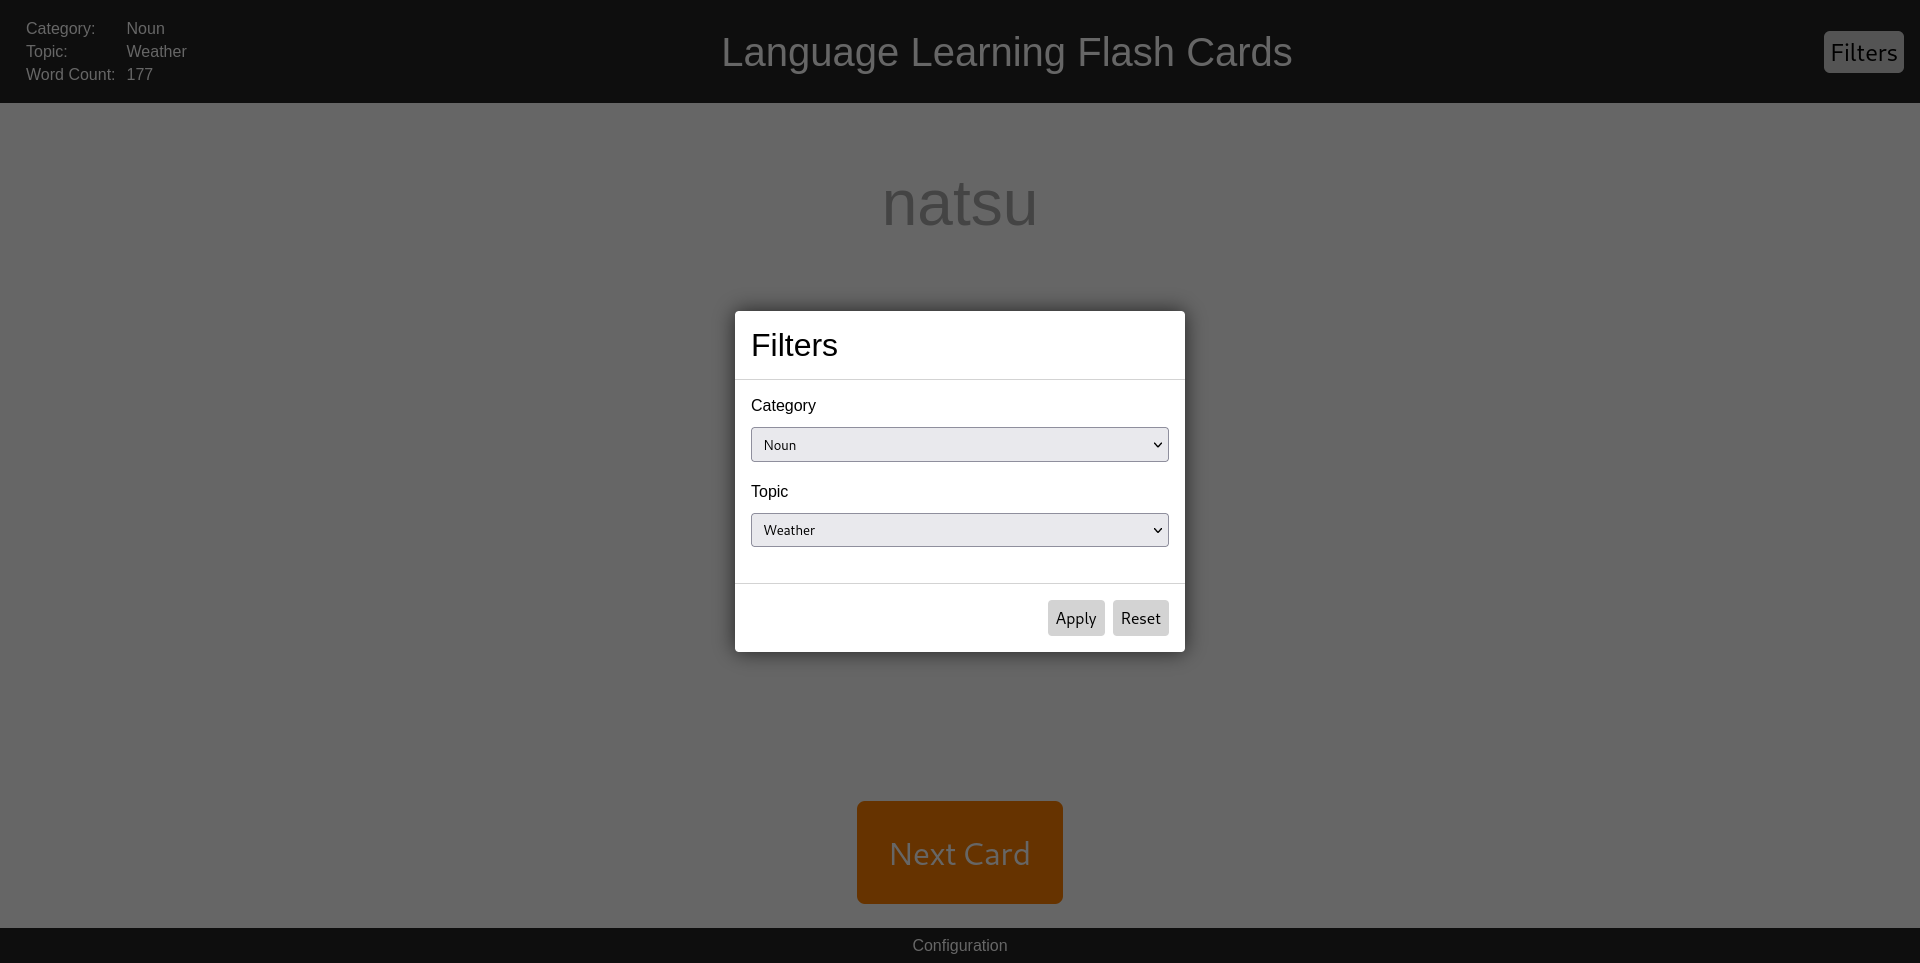 Category: Noun
Topic: Weather
Word Count: 177
Language Learning Flash Cards
Filters
natsu
Filters
Category
Noun
Topic
Weather
Apply Reset
Next Card
Configuration